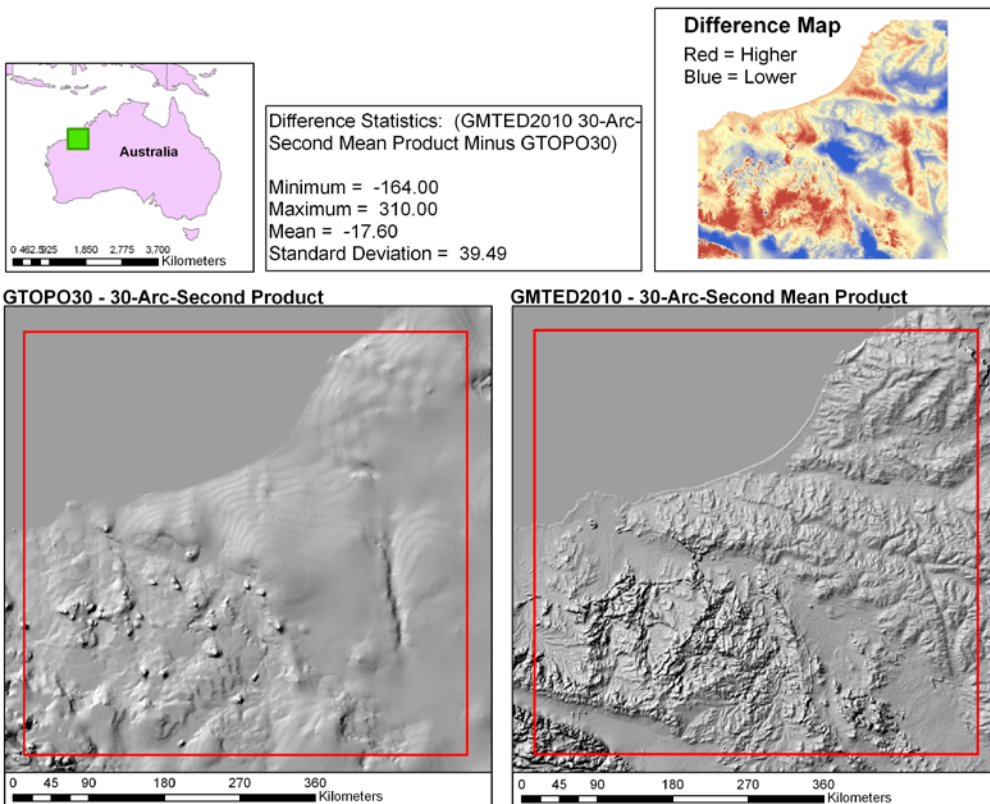 Difference Map
Red = Higher
Blue = Lower
Australia
0 462.5925 1,850 2,775 3,700
Kilometers
Difference Statistics: (GMTED2010 30-Arc-
Second Mean Product Minus GTOPO30)
Minimum = -164.00
Maximum = 310.00
Mean = -17.60
Standard Deviation = 39.49
GTOPO30 - 30-Arc-Second Product
GMTED2010 - 30-Arc-Second Mean Product
0 45 90 180 270 360
Kilometers
0 45 90 180 270 360
Kilometers